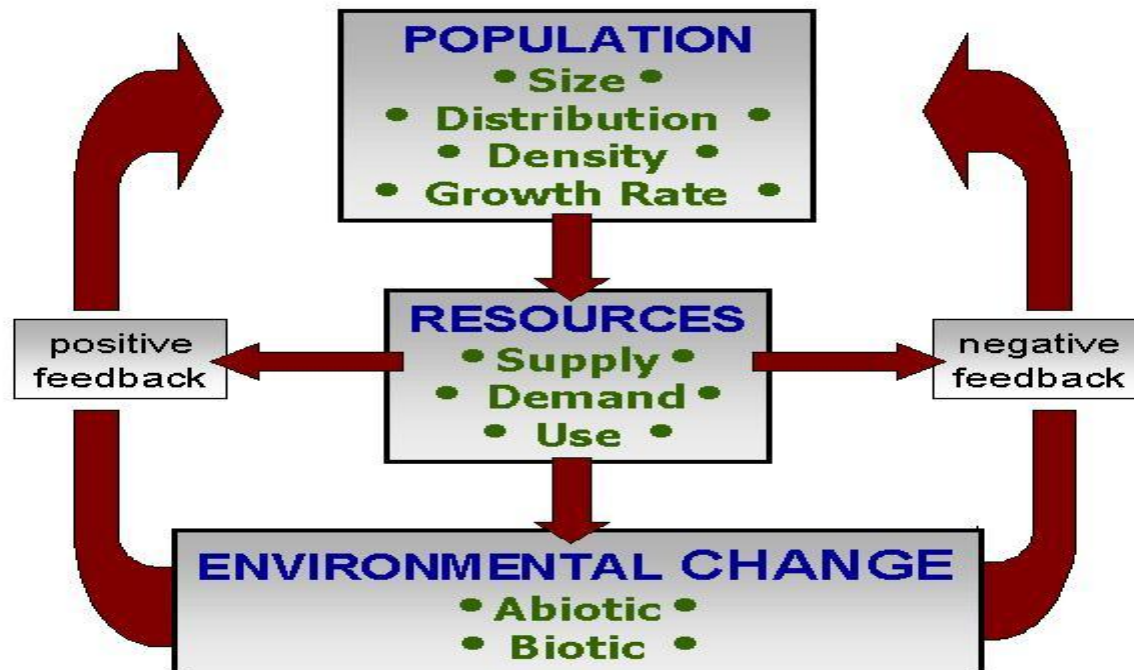 POPULATION
• Size •
• Distribution •
• Density •
• Growth Rate •
RESOURCES
• Supply •
• Demand •
• Use •
positive
feedback
negative
feedback
ENVIRONMENTAL CHANGE
• Abiotic •
• Biotic •